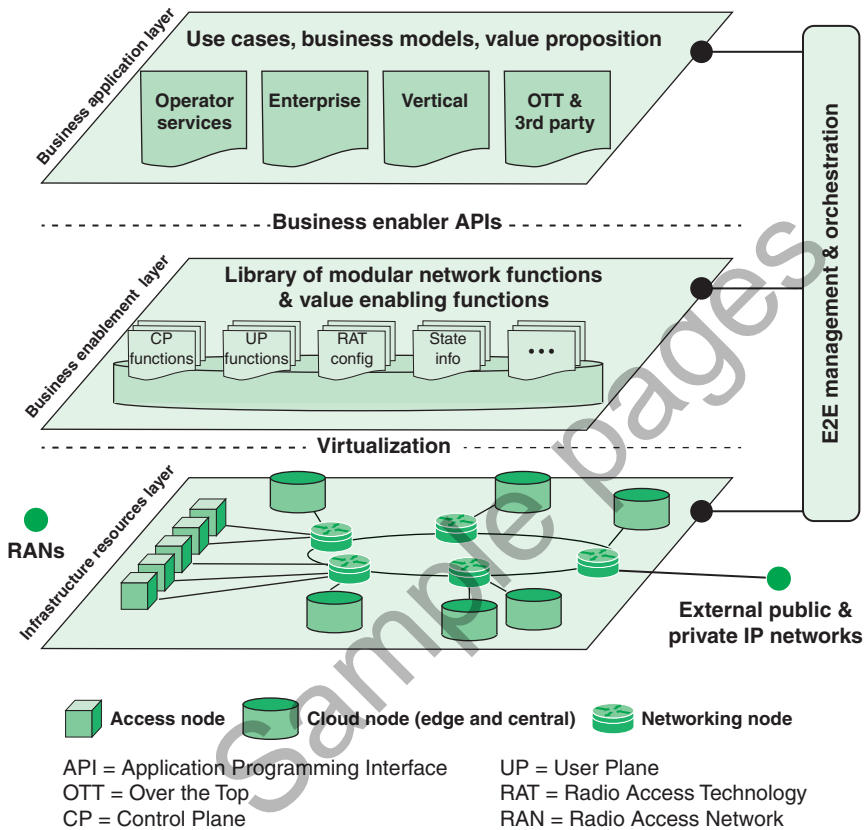 Business application layer
Use cases, business models, value proposition
Operator
services
Enterprise
Vertical
OTT &
3rd party
Business enabler APIs
Business enablement layer
Library of modular network functions
& value enabling functions
CP
functions
UP
functions
RAT
config
State
info
•••
Virtualization
Infrastructure resources layer
RANs
E2E management & orchestration
External public &
private IP networks
Access node
Cloud node (edge and central)
Networking node
API = Application Programming Interface
OTT = Over the Top
CP = Control Plane
UP = User Plane
RAT = Radio Access Technology
RAN = Radio Access Network
Sample pages